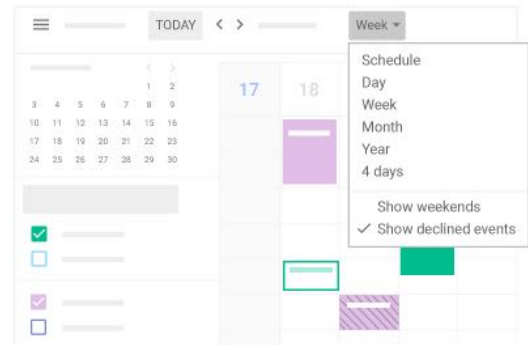 TODAY < > Week
Schedule
Day
Week
Month
Year
4 days
Show weekends
Show declined events
< >
1 2
3 4 5 6 7 8 9
10 11 12 13 14 15 16
17 18 19 20 21 22 23
24 25 26 27 28 29 30
17 18